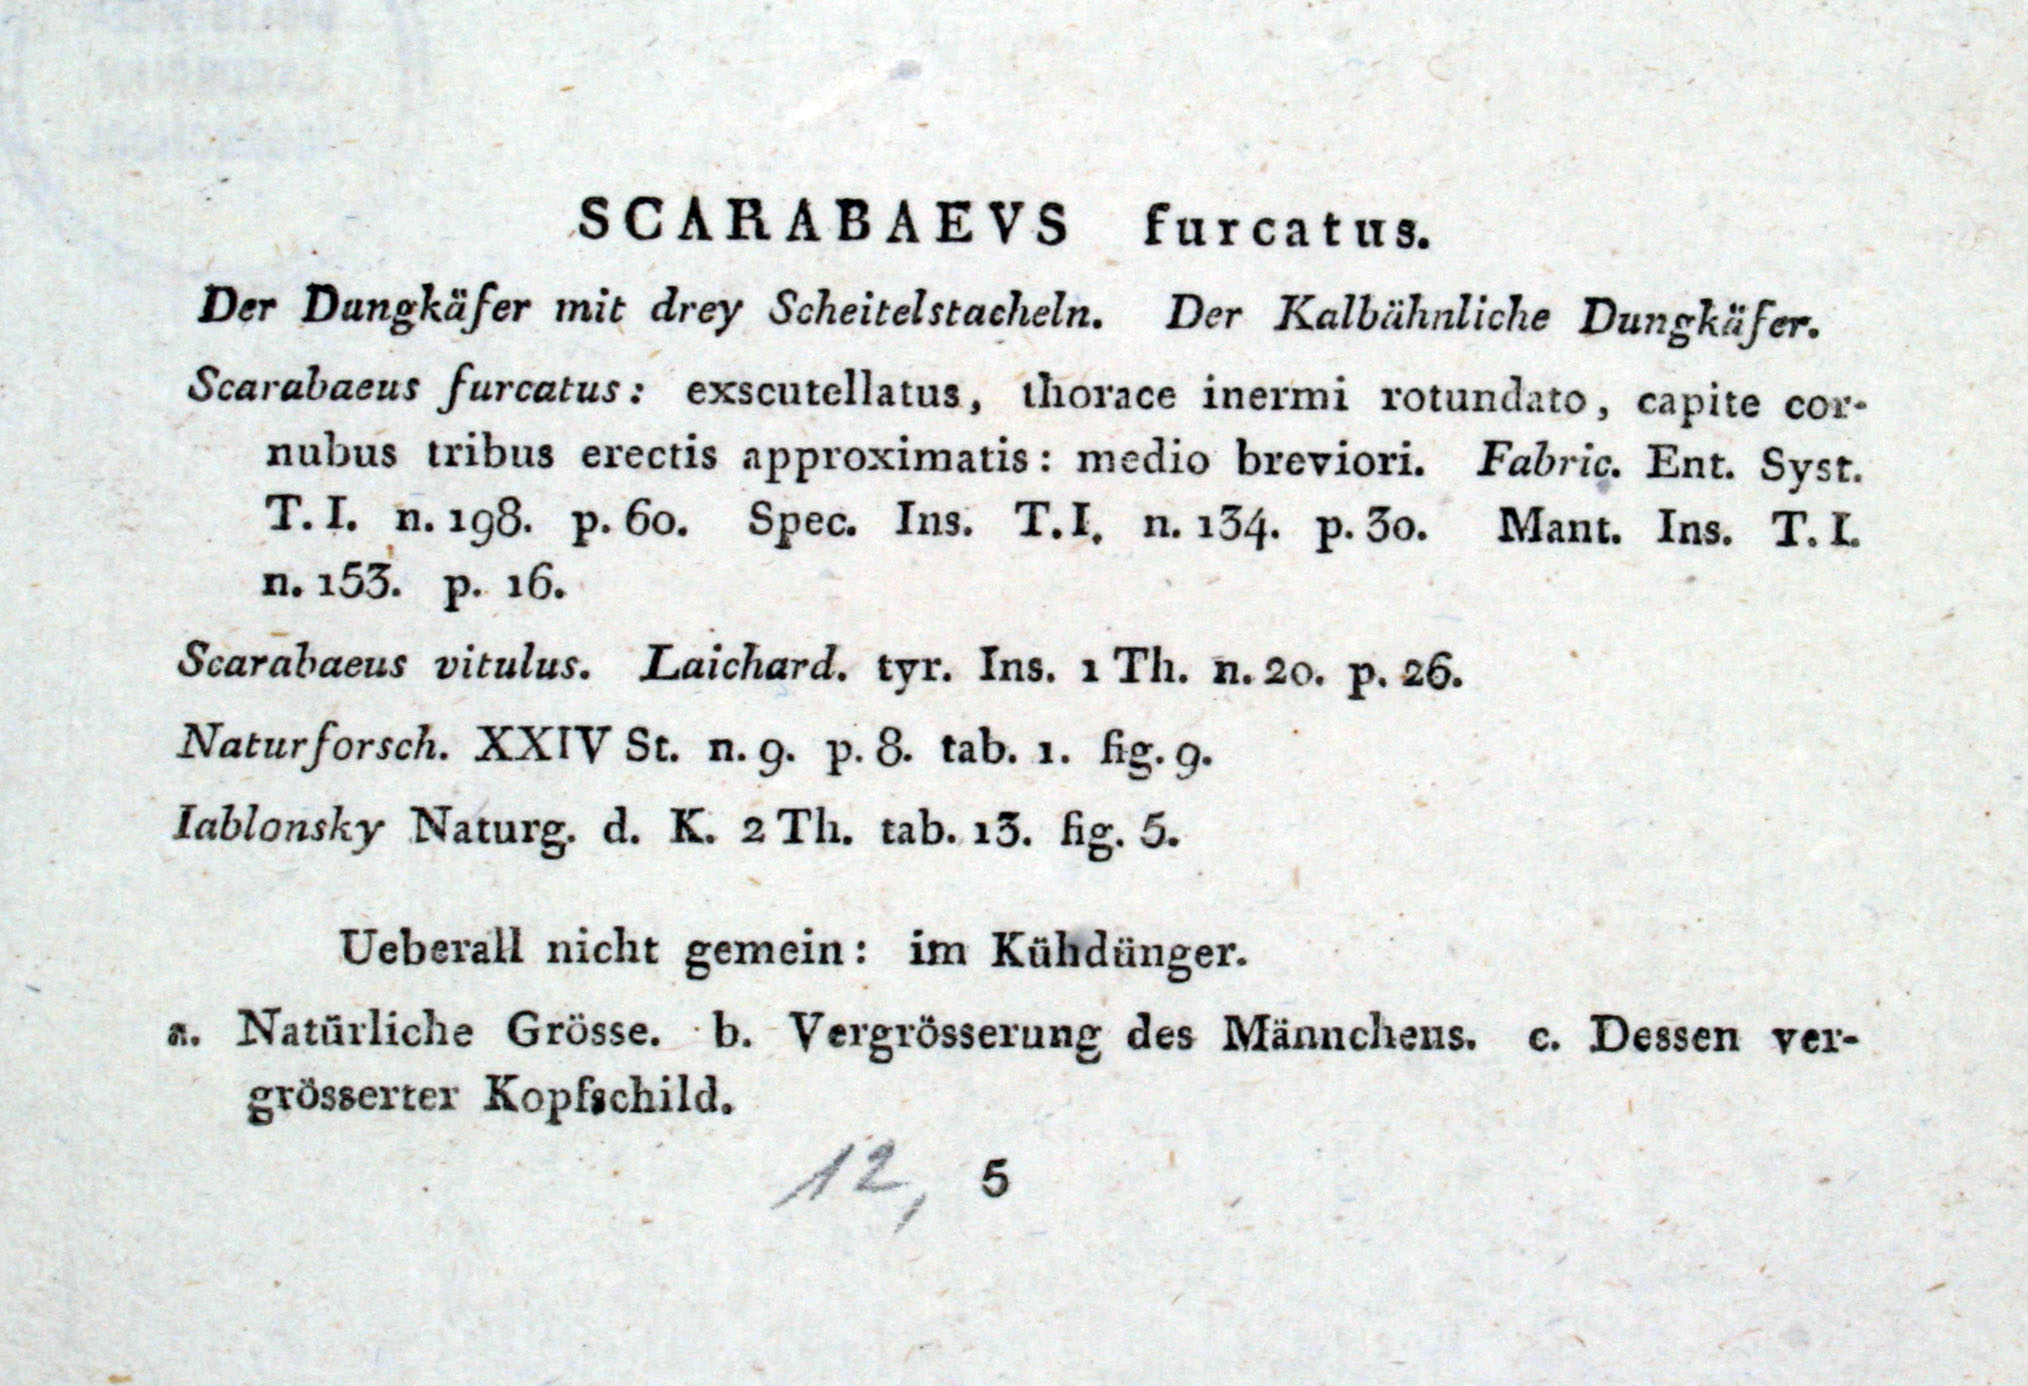 SCARABAEVS furcatus.
Der Dungkäfer mit drey Scheitelstacheln. Der Kalbähnliche Dungkäfer.
Scarabaeus furcatus: exscutellatus, thorace inermi rotundato, capite cor-
nubus tribus erectis approximatis: medio breviori. Fabric. Ent. Syst.
T. I. n. 198. p. 60. Spec. Ins. T. I. n. 134. p. 30. Mant. Ins. T. I.
n. 153. p. 16.
Scarabaeus vitulus. Laichard. tyr. Ins. 1 Th. n. 20. p. 26.
Naturforsch. XXIV St. n. 9. p. 8. tab. 1. fig. 9.
Iablonsky Naturg. d. K. 2 Th. tab. 13. fig. 5.
Ueberall nicht gemein: im Kühdünger.
a. Natürliche Grösse. b. Vergrösserung des Männchens. c. Dessen ver-
grösserter Kopfschild.
12, 5